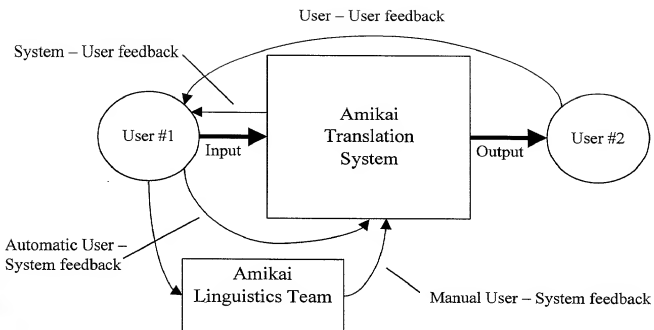 User – User feedback
System – User feedback
Amikai
Translation
System
User #1
Input
Output
User #2
Automatic User –
System feedback
Amikai
Linguistics Team
Manual User – System feedback